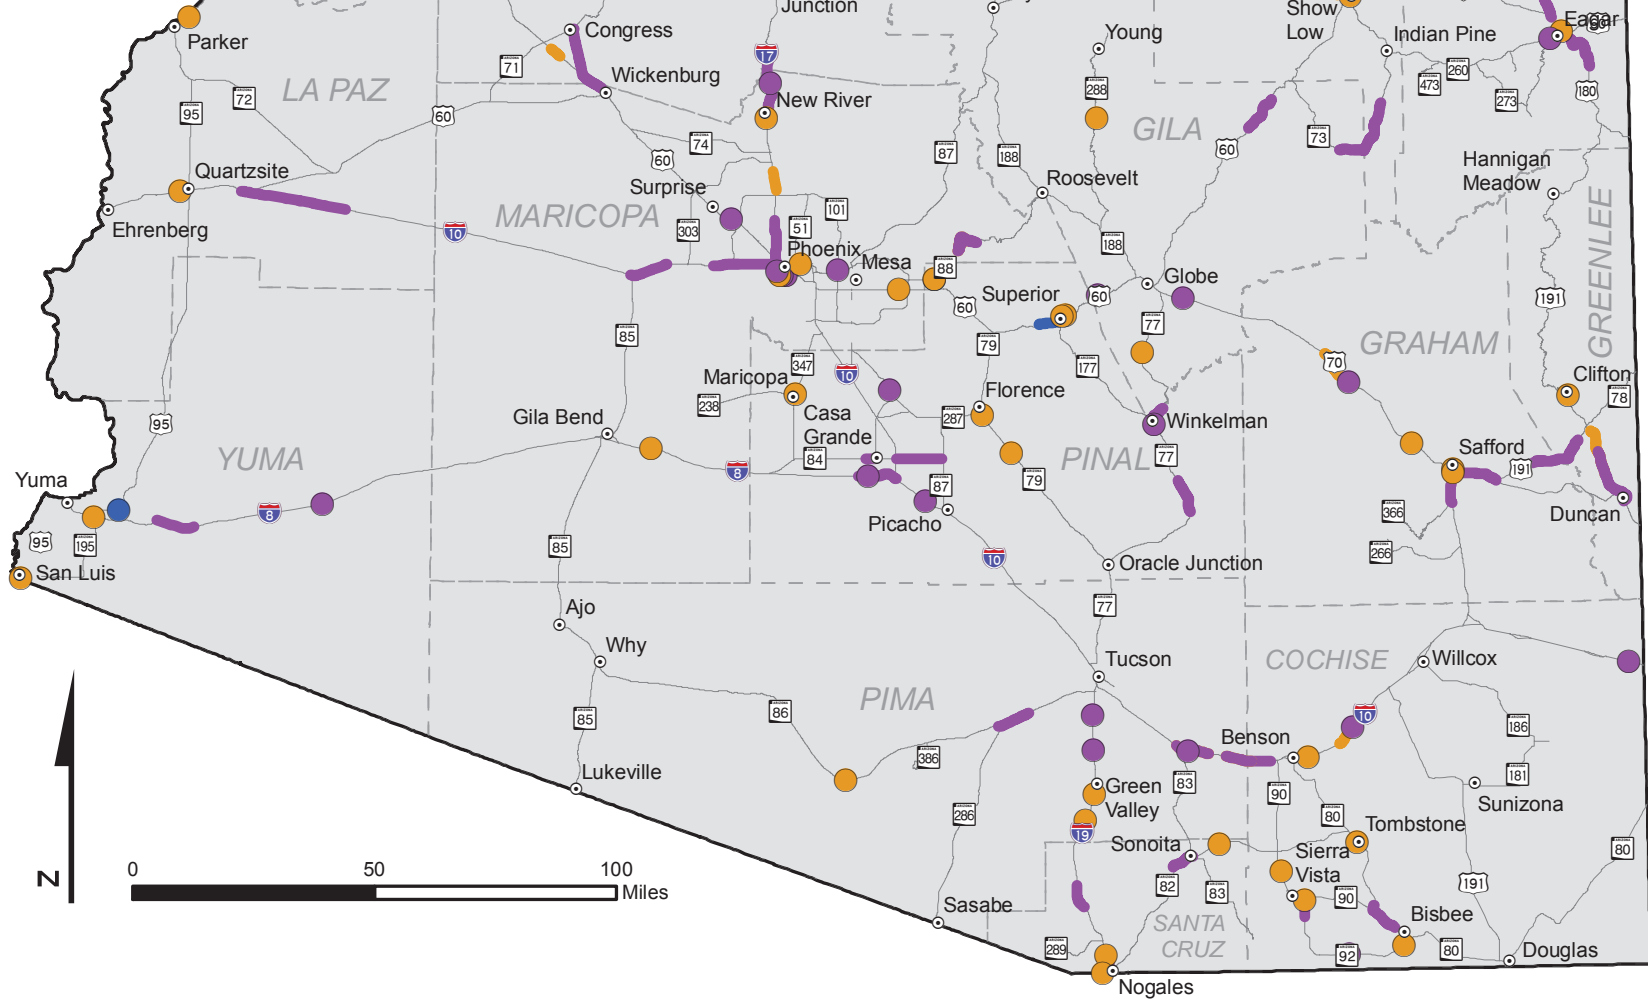 Junction
Show
Low
Eagar
60
Parker
Congress
Young
Indian Pine
71
17
LA PAZ
Wickenburg
260
72
473
288
180
95
New River
273
60
GILA
74
73
87
188
60
60
Hannigan
Meadow
Quartzsite
Surprise
Roosevelt
GREENLEE
MARICOPA
101
Ehrenberg
10
303
51
188
Phoenix
Mesa
88
Globe
Superior
60
191
60
85
77
79
GRAHAM
347
70
177
10
Maricopa
Clifton
Florence
78
238
Casa
Grande
Gila Bend
287
Winkelman
95
YUMA
84
PINAL
77
Safford
8
191
Yuma
79
87
366
Duncan
8
Picacho
95
195
85
266
10
San Luis
Oracle Junction
Ajo
77
Why
Tucson
COCHISE
Willcox
PIMA
86
85
10
186
Benson
386
Lukeville
181
83
90
Green
Valley
Sunizona
286
80
Tombstone
19
Sonoita
80
Sierra
Vista
0
50
100
Miles
N
82
83
191
90
Sasabe
Bisbee
SANTA
CRUZ
289
92
80
Douglas
Nogales